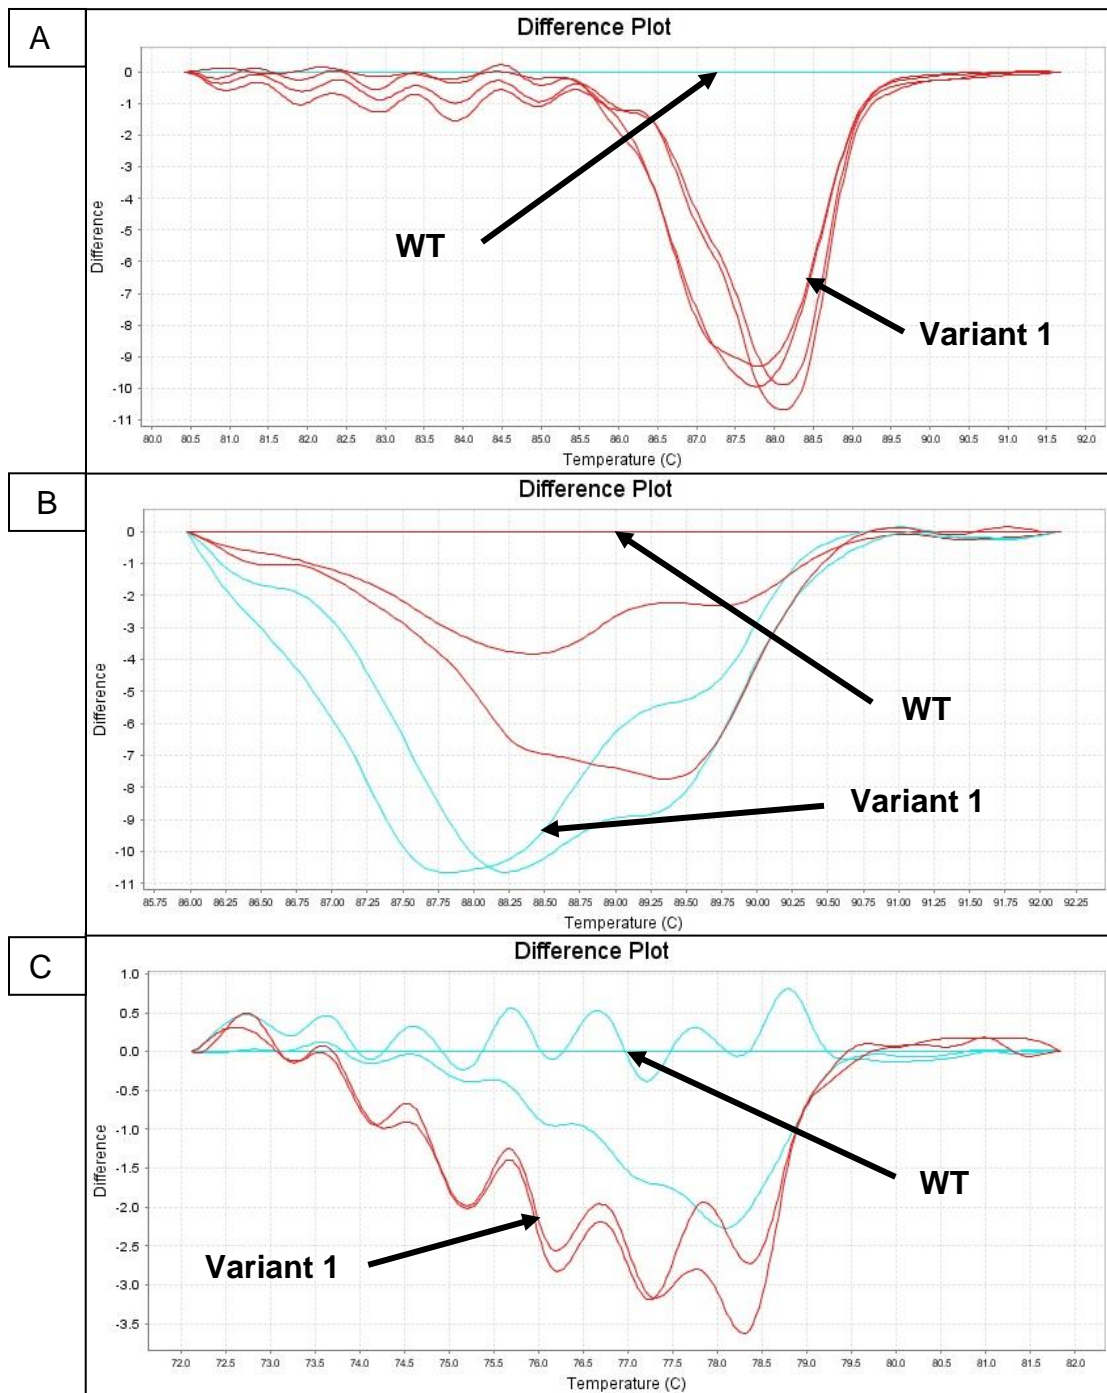 A
Difference Plot
0
-1
-2
-3
-4
-5
-6
-7
-8
-9
-10
-11
Difference
WT
Variant 1
80.0 80.5 81.0 81.5 82.0 82.5 83.0 83.5 84.0 84.5 85.0 85.5 86.0 86.5 87.0 87.5 88.0 88.5 89.0 89.5 90.0 90.5 91.0 91.5 92.0
Temperature (C)
B
Difference Plot
0
-1
-2
-3
-4
-5
-6
-7
-8
-9
-10
-11
Difference
WT
Variant 1
85.75 86.00 86.25 86.50 86.75 87.00 87.25 87.50 87.75 88.00 88.25 88.50 88.75 89.00 89.25 89.50 89.75 90.00 90.25 90.50 90.75 91.00 91.25 91.50 91.75 92.00 92.25
Temperature (C)
C
Difference Plot
1.0
0.5
0.0
-0.5
-1.0
-1.5
-2.0
-2.5
-3.0
-3.5
Difference
WT
Variant 1
72.0 72.5 73.0 73.5 74.0 74.5 75.0 75.5 76.0 76.5 77.0 77.5 78.0 78.5 79.0 79.5 80.0 80.5 81.0 81.5 82.0
Temperature (C)